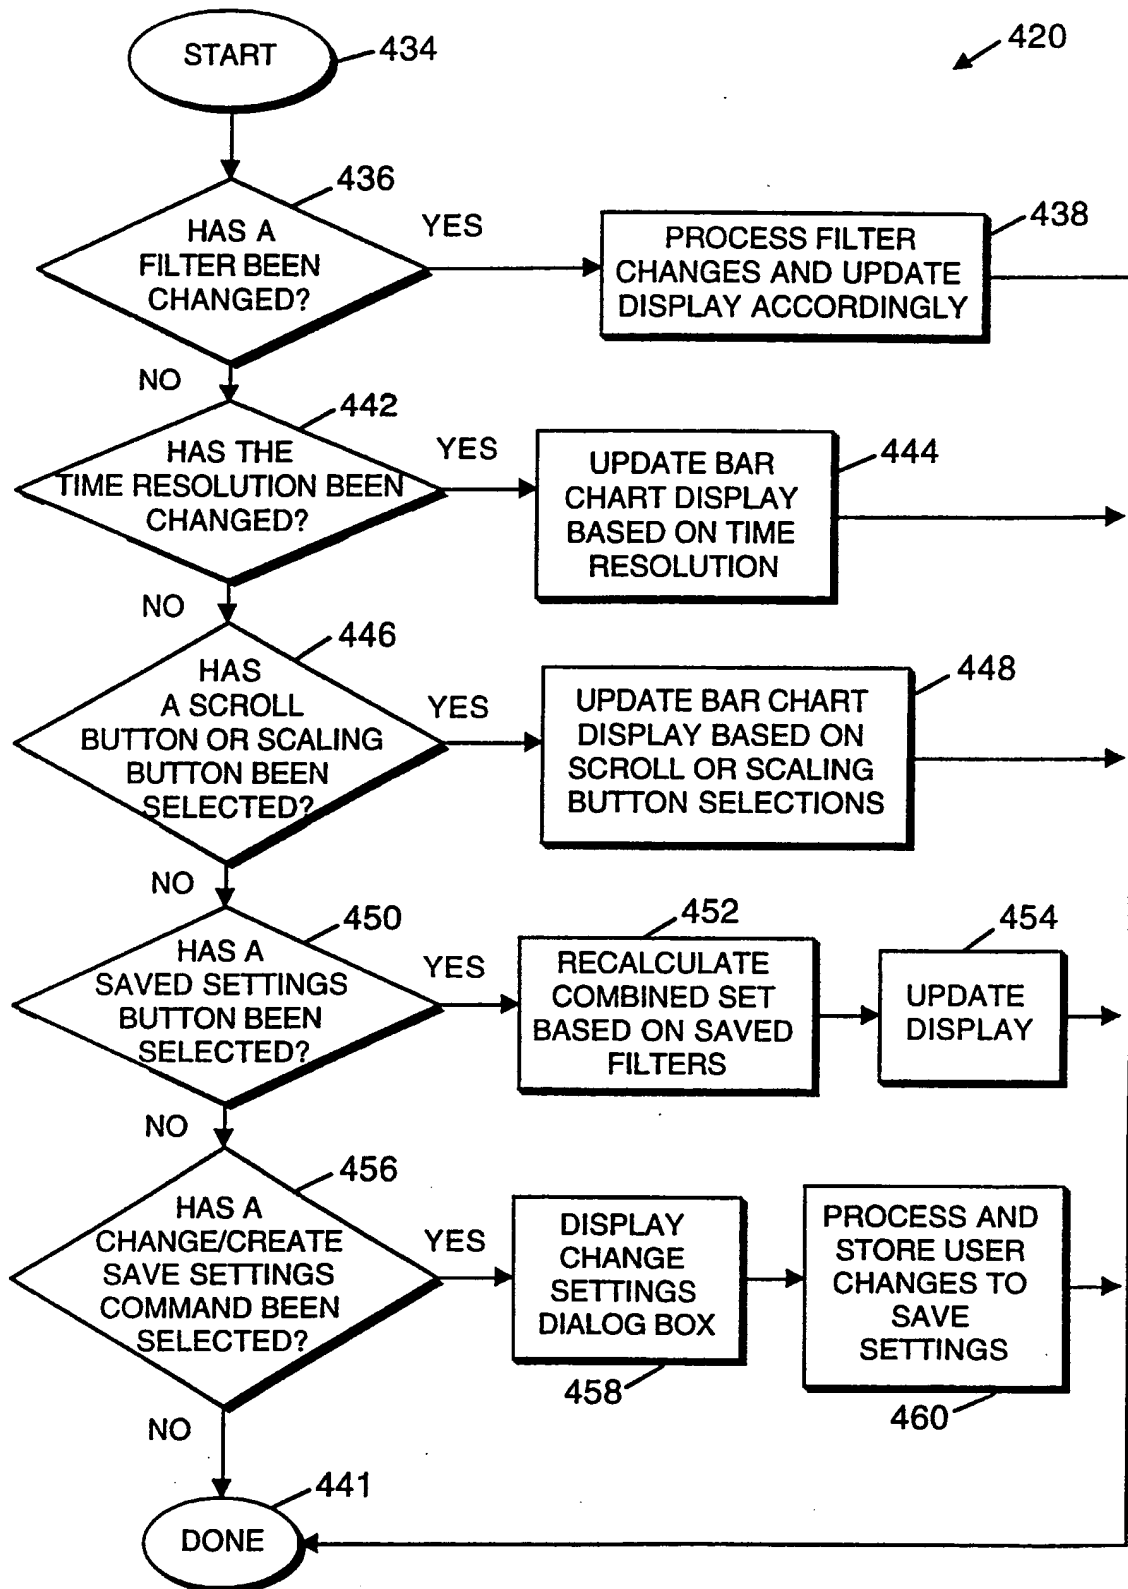 START
434
420
436
HAS A
FILTER BEEN
CHANGED?
YES
438
PROCESS FILTER
CHANGES AND UPDATE
DISPLAY ACCORDINGLY
NO
442
HAS THE
TIME RESOLUTION BEEN
CHANGED?
YES
444
UPDATE BAR
CHART DISPLAY
BASED ON TIME
RESOLUTION
NO
446
HAS
A SCROLL
BUTTON OR SCALING
BUTTON BEEN
SELECTED?
YES
448
UPDATE BAR CHART
DISPLAY BASED ON
SCROLL OR SCALING
BUTTON SELECTIONS
NO
450
HAS A
SAVED SETTINGS
BUTTON BEEN
SELECTED?
YES
452
RECALCULATE
COMBINED SET
BASED ON SAVED
FILTERS
454
UPDATE
DISPLAY
NO
456
HAS A
CHANGE/CREATE
SAVE SETTINGS
COMMAND BEEN
SELECTED?
YES
DISPLAY
CHANGE
SETTINGS
DIALOG BOX
458
PROCESS AND
STORE USER
CHANGES TO
SAVE
SETTINGS
460
NO
441
DONE